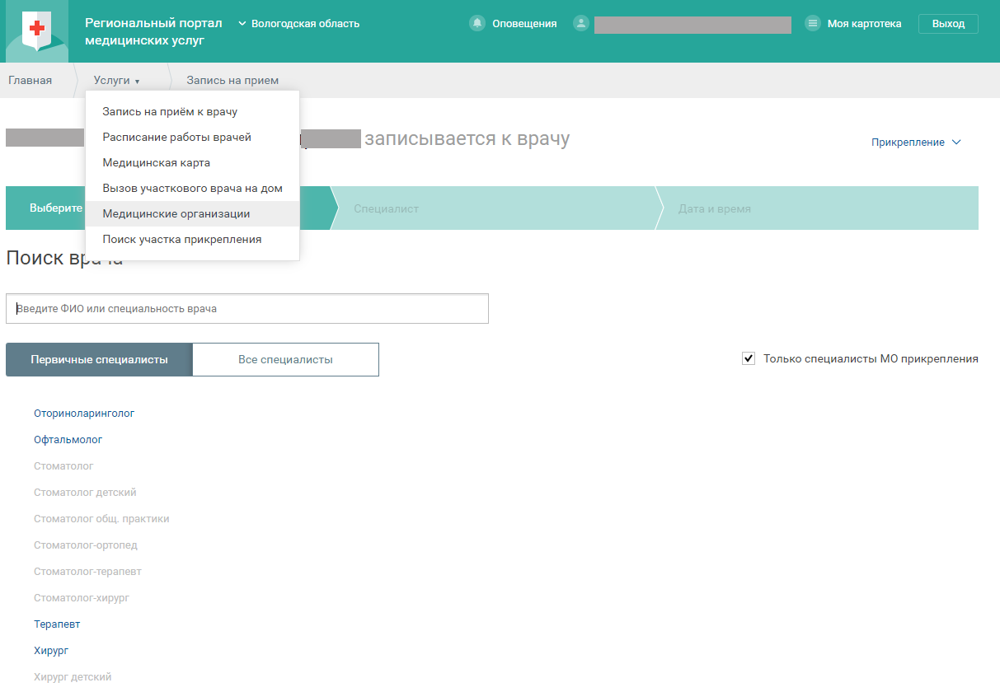 Региональный портал
медицинских услуг
Вологодская область
Оповещения
Моя картотека
Выход
Главная
Услуги ▾
Запись на прием
Запись на приём к врачу
Расписание работы врачей
Медицинская карта
Вызов участкового врача на дом
Медицинские организации
Поиск участка прикрепления
записывается к врачу
Прикрепление
Выберите
Специалист
Дата и время
Поиск врача
Введите ФИО или специальность врача
Первичные специалисты
Все специалисты
Только специалисты МО прикрепления
Оториноларинголог
Офтальмолог
Стоматолог
Стоматолог детский
Стоматолог общ. практики
Стоматолог-ортопед
Стоматолог-терапевт
Стоматолог-хирург
Терапевт
Хирург
Хирург детский